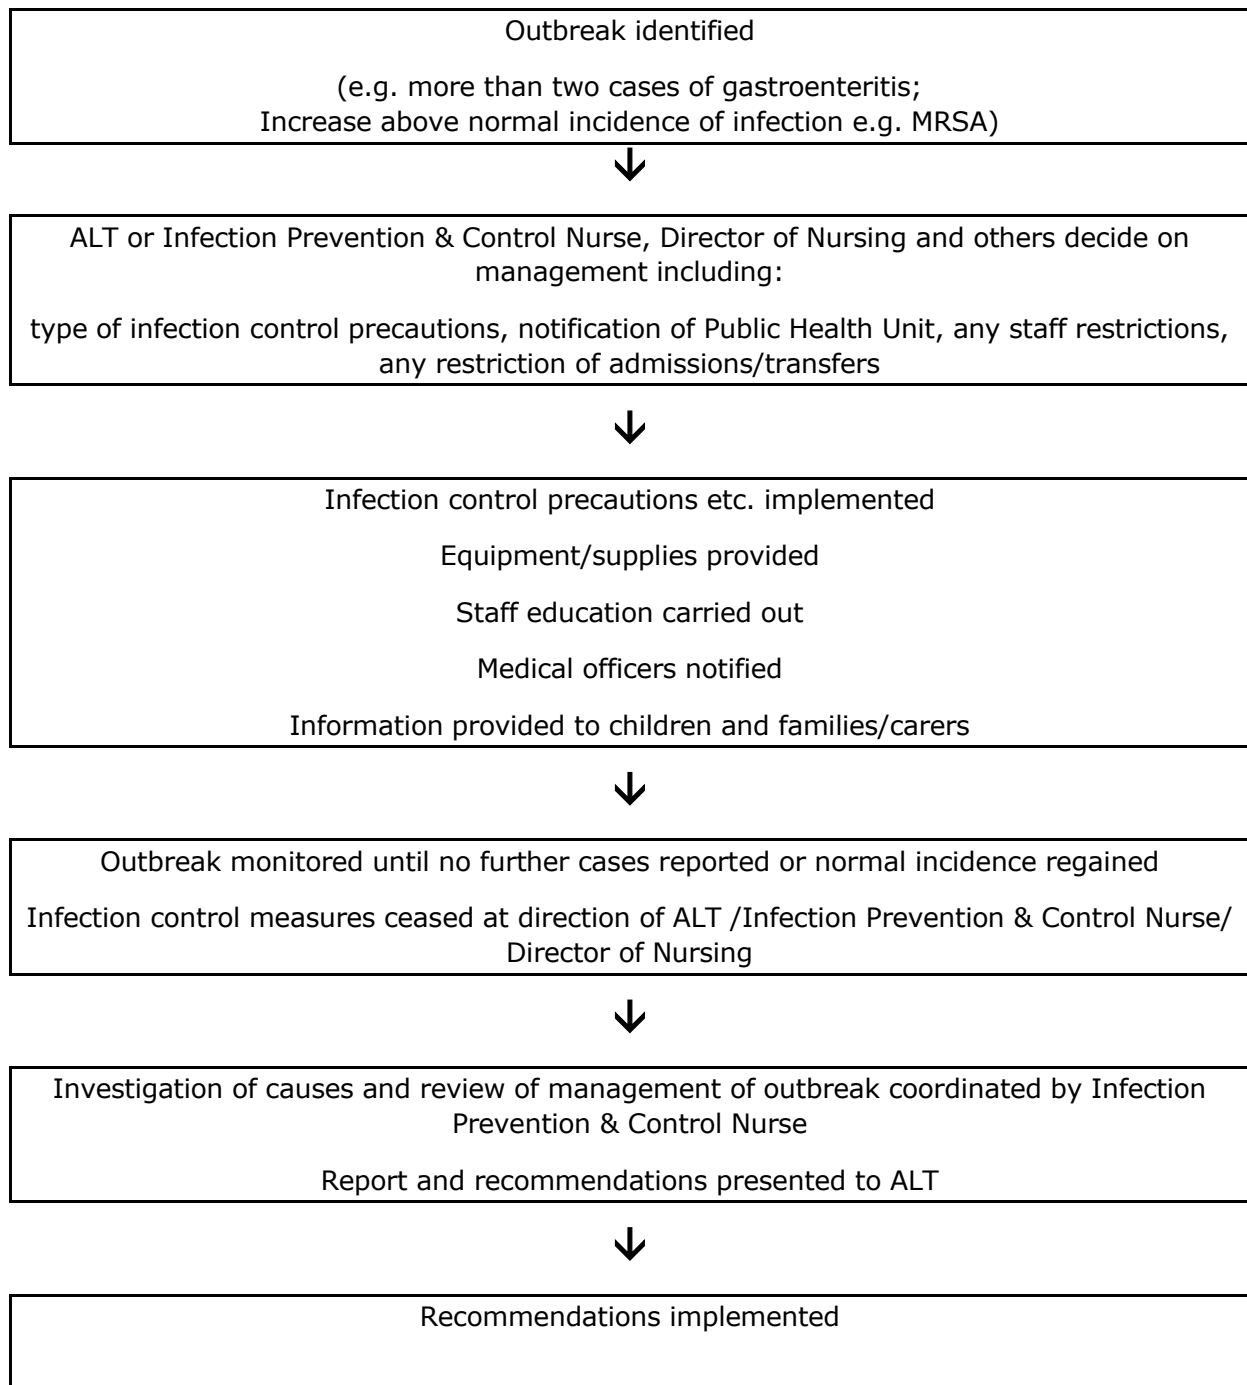 Outbreak identified
(e.g. more than two cases of gastroenteritis;
Increase above normal incidence of infection e.g. MRSA)
ALT or Infection Prevention & Control Nurse, Director of Nursing and others decide on
management including:
type of infection control precautions, notification of Public Health Unit, any staff restrictions,
any restriction of admissions/transfers
Infection control precautions etc. implemented
Equipment/supplies provided
Staff education carried out
Medical officers notified
Information provided to children and families/carers
Outbreak monitored until no further cases reported or normal incidence regained
Infection control measures ceased at direction of ALT /Infection Prevention & Control Nurse/
Director of Nursing
Investigation of causes and review of management of outbreak coordinated by Infection
Prevention & Control Nurse
Report and recommendations presented to ALT
Recommendations implemented